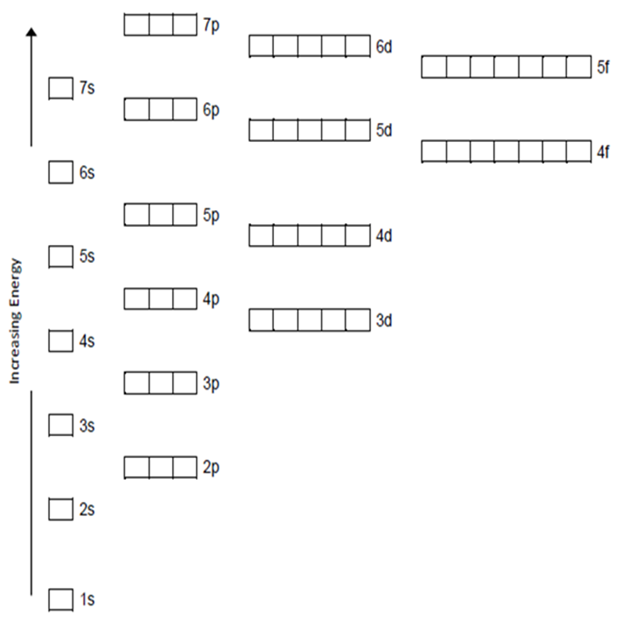 7p
6d
5f
7s
6p
5d
4f
6s
5p
4d
5s
4p
3d
4s
3p
3s
2p
2s
1s
Increasing Energy